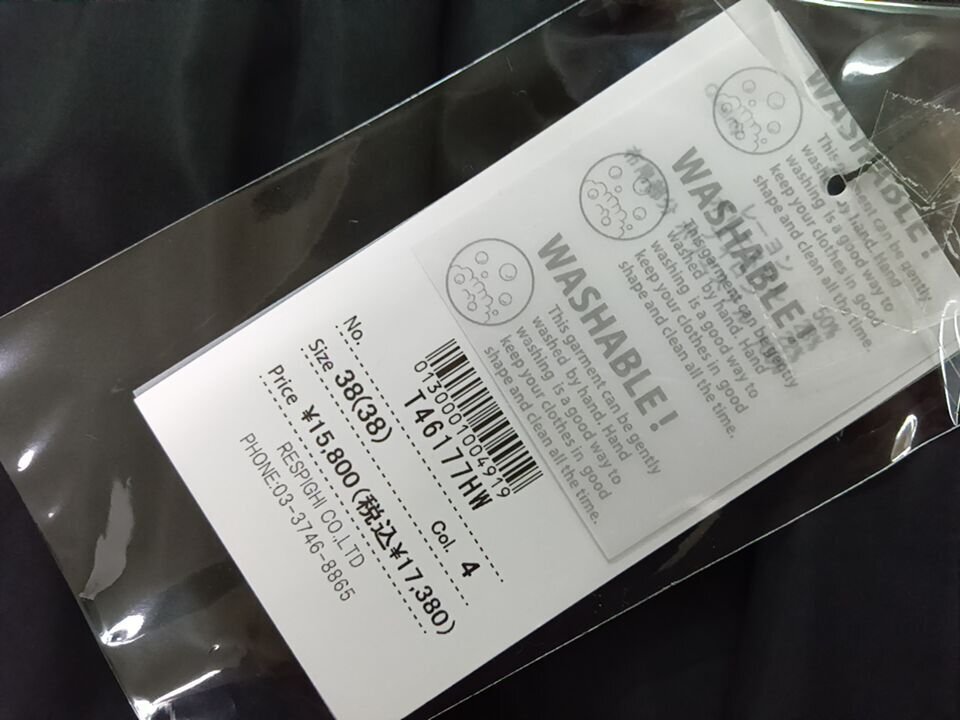 WASHABLE!
This garment can be gently
washed by hand. Hand
washing is a good way to
keep your clothes in good
shape and clean all the time.
WASHABLE!
This garment can be gently
washed by hand. Hand
washing is a good way to
keep your clothes in good
shape and clean all the time.
WASHABLE!
This garment can be gently
washed by hand. Hand
washing is a good way to
keep your clothes in good
shape and clean all the time.
50%
0130001004919
No. T46177HW
Size 38(38) Col. 4
Price ¥15,800(税込¥17,380)
RESPIGHI CO.,LTD
PHONE:03-3746-8865